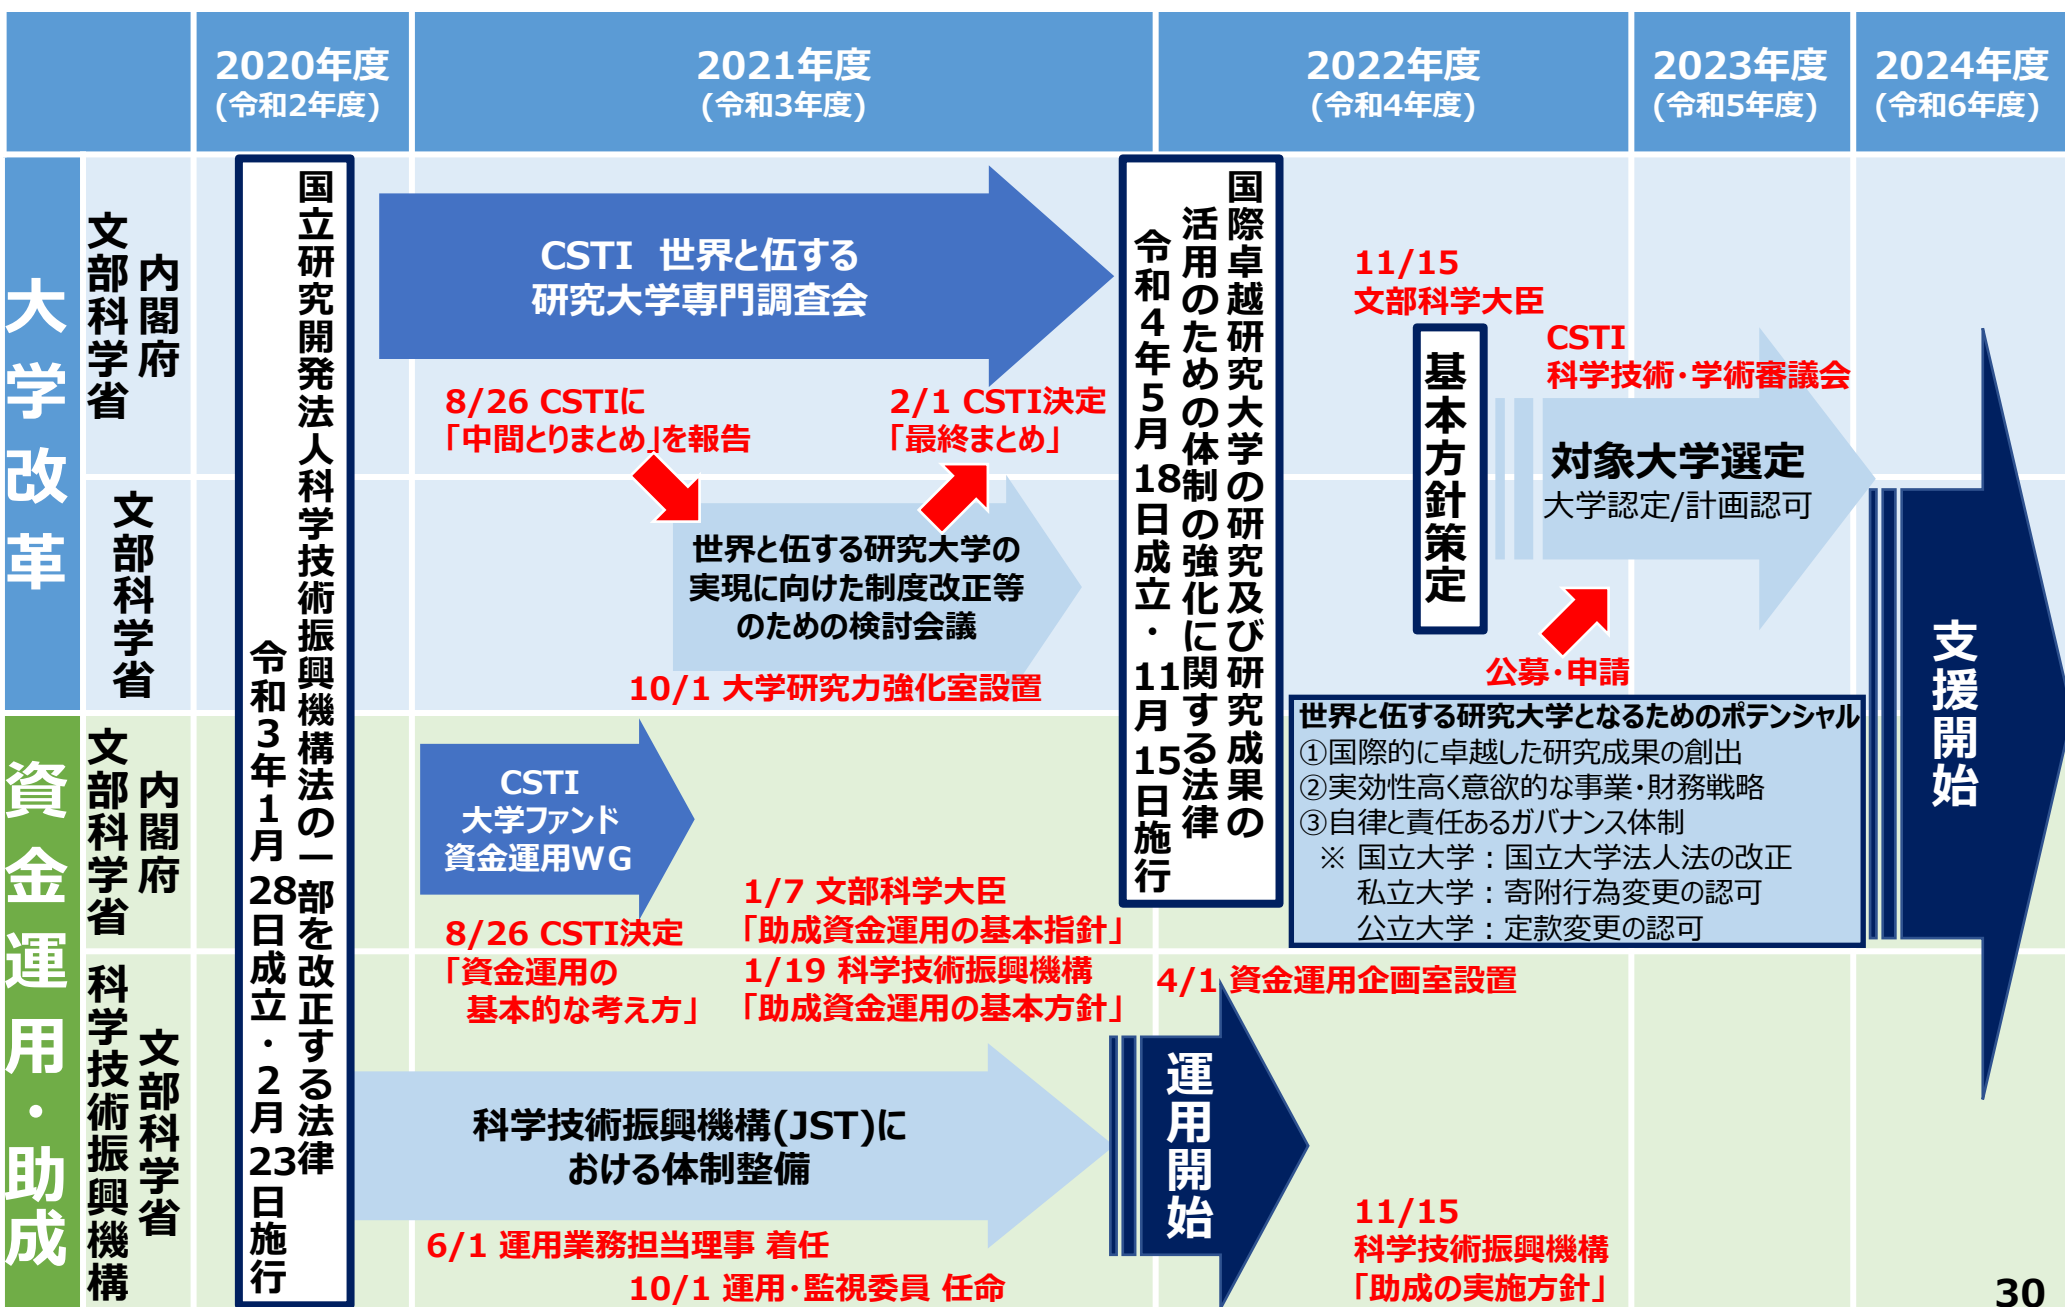 2020年度
(令和2年度)
2021年度
(令和3年度)
2022年度
(令和4年度)
2023年度
(令和5年度)
2024年度
(令和6年度)
大学改革
内閣府
文部科学省
文部科学省
資金運用・助成
内閣府
文部科学省
文部科学省
科学技術振興機構
国立研究開発法人科学技術振興機構法の一部を改正する法律
令和3年1月28日成立・2月23日施行
CSTI 世界と伍する
研究大学専門調査会
8/26 CSTIに
「中間とりまとめ」を報告
2/1 CSTI決定
「最終まとめ」
世界と伍する研究大学の
実現に向けた制度改正等
のための検討会議
10/1 大学研究力強化室設置
国際卓越研究大学の研究及び研究成果の
活用のための体制の強化に関する法律
令和4年5月18日成立・11月15日施行
11/15
文部科学大臣
基本方針策定
CSTI
科学技術・学術審議会
対象大学選定
大学認定/計画認可
公募・申請
世界と伍する研究大学となるためのポテンシャル
①国際的に卓越した研究成果の創出
②実効性高く意欲的な事業・財務戦略
③自律と責任あるガバナンス体制
※ 国立大学：国立大学法人法の改正
私立大学：寄附行為変更の認可
公立大学：定款変更の認可
支援開始
CSTI
大学ファンド
資金運用WG
8/26 CSTI決定
「資金運用の
基本的な考え方」
1/7 文部科学大臣
「助成資金運用の基本指針」
1/19 科学技術振興機構
「助成資金運用の基本方針」
4/1 資金運用企画室設置
科学技術振興機構(JST)に
おける体制整備
運用開始
6/1 運用業務担当理事 着任
10/1 運用・監視委員 任命
11/15
科学技術振興機構
「助成の実施方針」
30